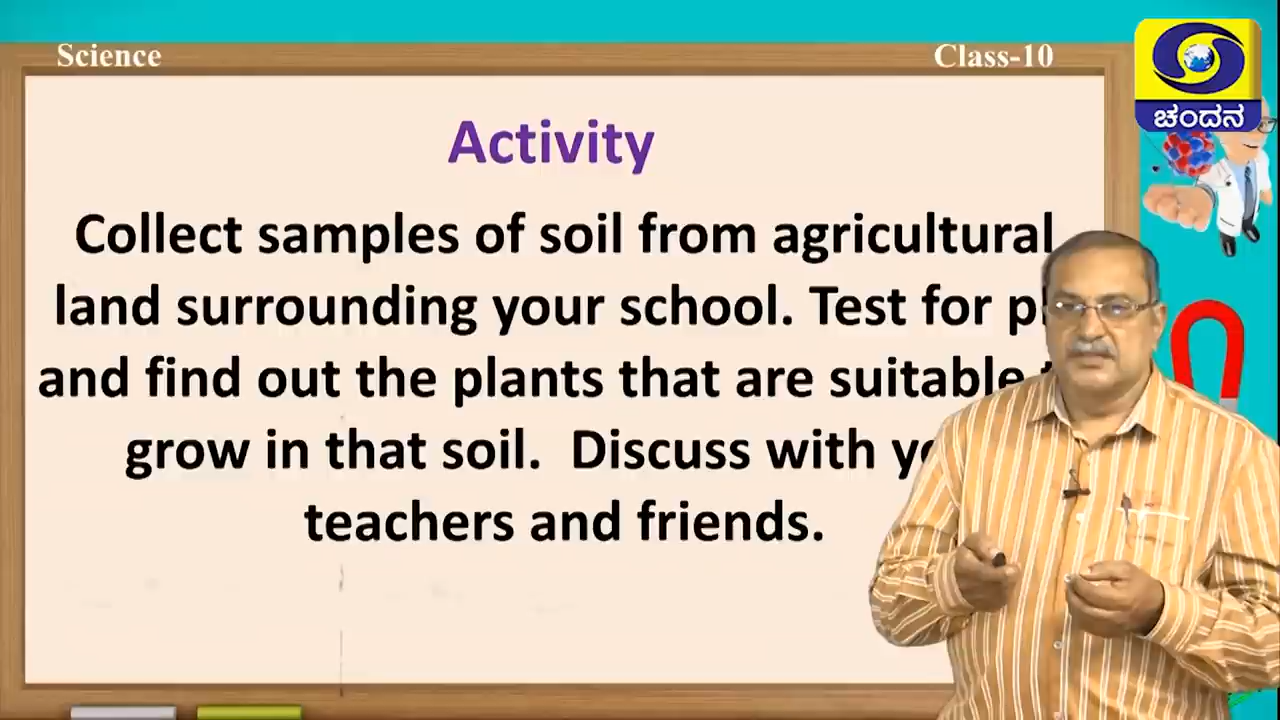 Science
Class-10
ಚಂದನ
Activity
Collect samples of soil from agricultural
land surrounding your school. Test for
and find out the plants that are suitable
grow in that soil. Discuss with
teachers and friends.